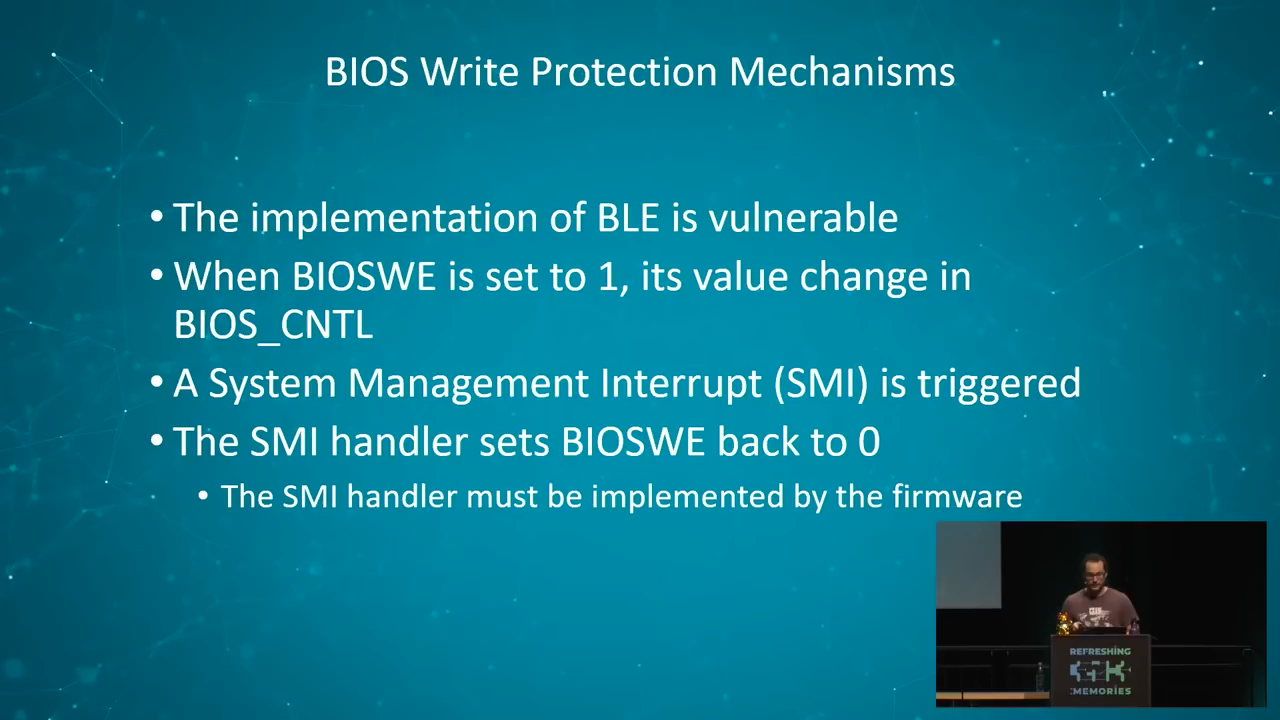 BIOS Write Protection Mechanisms
• The implementation of BLE is vulnerable
• When BIOSWE is set to 1, its value change in
BIOS_CNTL
• A System Management Interrupt (SMI) is triggered
• The SMI handler sets BIOSWE back to 0
• The SMI handler must be implemented by the firmware
REFRESHING
MEMORIES